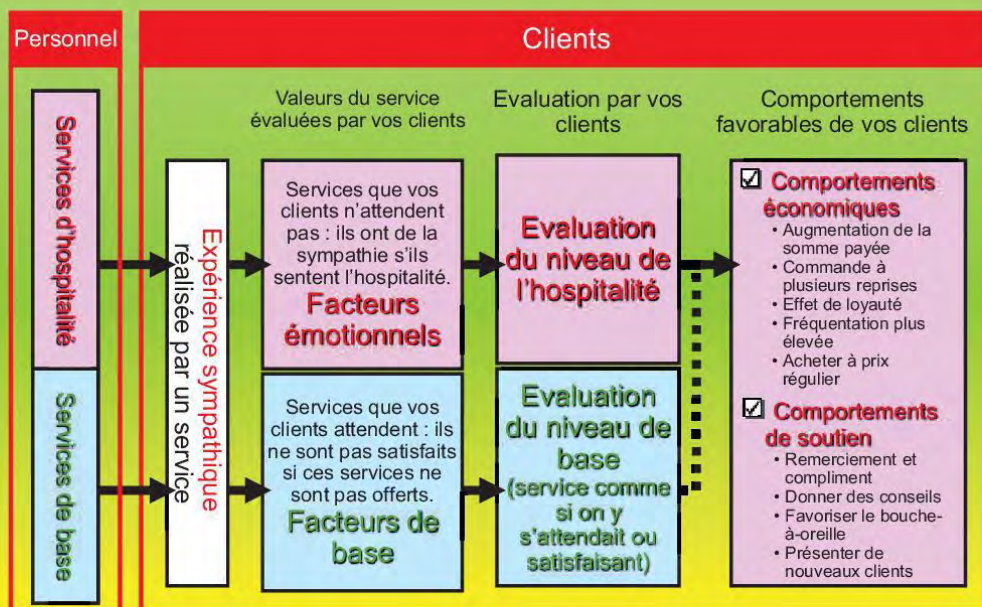 Personnel
Clients
Valeurs du service
évaluées par vos clients
Evaluation par vos
clients
Comportements
favorables de vos clients
Services d'hospitalité
Services de base
Expérience sympathique
réalisée par un service
Services que vos
clients n'attendent
pas : ils ont de la
sympathie s'ils
sentent l'hospitalité.
Facteurs
émotionnels
Evaluation
du niveau de
l'hospitalité
Services que vos
clients attendent : ils
ne sont pas satisfaits
si ces services ne
sont pas offerts.
Facteurs de
base
Evaluation
du niveau de
base
(service comme
si on y
s'attendait ou
satisfaisant)
Comportements
économiques
• Augmentation de la
somme payée
• Commande à
plusieurs reprises
• Effet de loyauté
• Fréquentation plus
élevée
• Acheter à prix
régulier
Comportements
de soutien
• Remerciement et
compliment
• Donner des conseils
• Favoriser le bouche-
à-oreille
• Présenter de
nouveaux clients